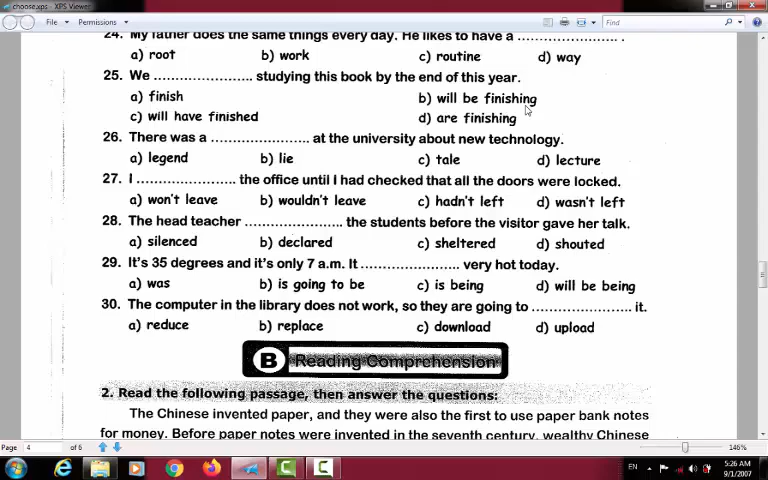 choose.xps - XPS Viewer
File Permissions Find
24. My father does the same things every day. He likes to have a ........................ .
a) root b) work c) routine d) way
25. We ........................ studying this book by the end of this year.
a) finish b) will be finishing
c) will have finished d) are finishing
26. There was a ........................ at the university about new technology.
a) legend b) lie c) tale d) lecture
27. I ........................ the office until I had checked that all the doors were locked.
a) won't leave b) wouldn't leave c) hadn't left d) wasn't left
28. The head teacher ........................ the students before the visitor gave her talk.
a) silenced b) declared c) sheltered d) shouted
29. It's 35 degrees and it's only 7 a.m. It ........................ very hot today.
a) was b) is going to be c) is being d) will be being
30. The computer in the library does not work, so they are going to ........................ it.
a) reduce b) replace c) download d) upload
B Reading Comprehension
2. Read the following passage, then answer the questions:
The Chinese invented paper, and they were also the first to use paper bank notes
for money. Before paper notes were invented in the seventh century, wealthy Chinese
Page 4 of 6 146%
EN 5:26 AM
9/1/2007